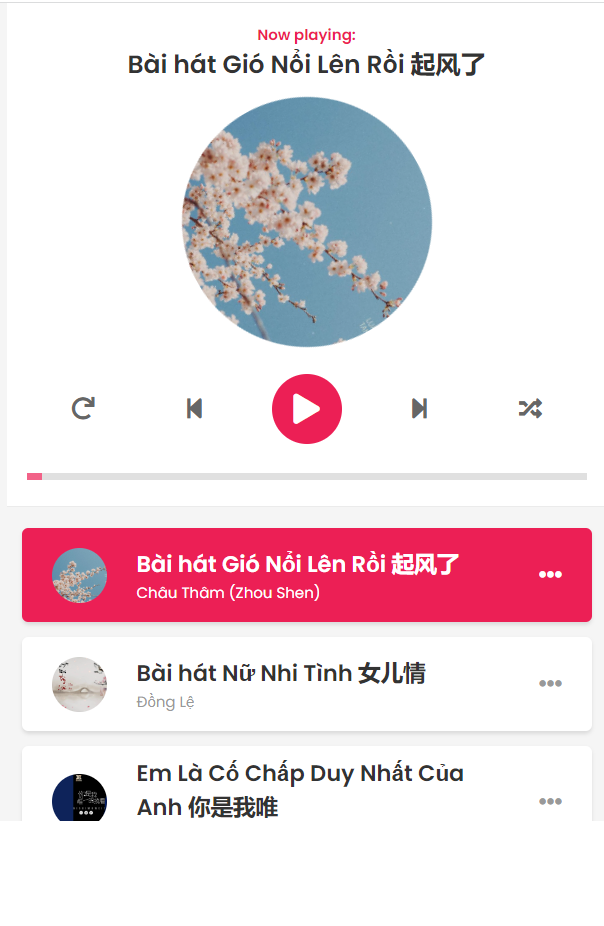 Now playing:
Bài hát Gió Nổi Lên Rồi 起风了
Bài hát Gió Nổi Lên Rồi 起风了
Châu Thâm (Zhou Shen)
Bài hát Nữ Nhi Tình 女儿情
Đồng Lệ
Em Là Cố Chấp Duy Nhất Của
Anh 你是我唯